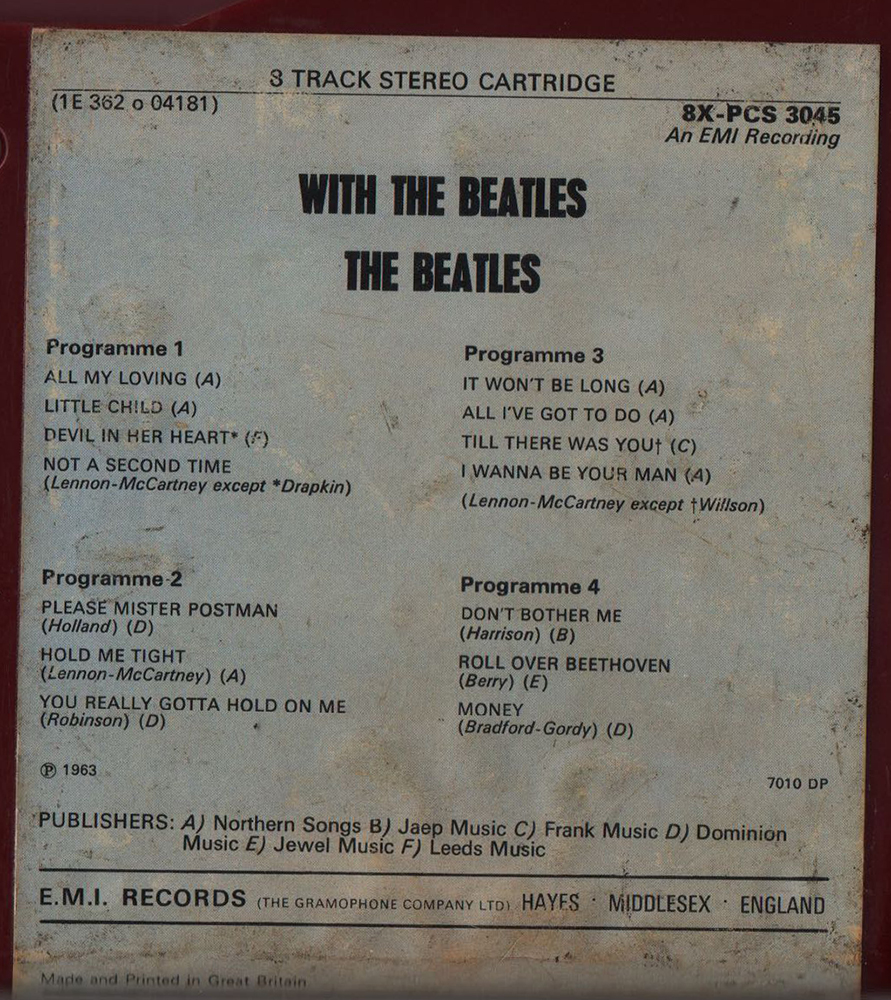 8 TRACK STEREO CARTRIDGE
(1E 362 o 04181)
8X-PCS 3045
An EMI Recording
WITH THE BEATLES
THE BEATLES
Programme 1
ALL MY LOVING (A)
LITTLE CHILD (A)
DEVIL IN HER HEART* (F)
NOT A SECOND TIME
(Lennon-McCartney except *Drapkin)
Programme 2
PLEASE MISTER POSTMAN
(Holland) (D)
HOLD ME TIGHT
(Lennon-McCartney) (A)
YOU REALLY GOTTA HOLD ON ME
(Robinson) (D)
Programme 3
IT WON'T BE LONG (A)
ALL I'VE GOT TO DO (A)
TILL THERE WAS YOU† (C)
I WANNA BE YOUR MAN (A)
(Lennon-McCartney except †Willson)
Programme 4
DON'T BOTHER ME
(Harrison) (B)
ROLL OVER BEETHOVEN
(Berry) (E)
MONEY
(Bradford-Gordy) (D)
℗ 1963
7010 DP
PUBLISHERS: A) Northern Songs B) Jaep Music C) Frank Music D) Dominion
Music E) Jewel Music F) Leeds Music
E.M.I. RECORDS (THE GRAMOPHONE COMPANY LTD) HAYES · MIDDLESEX · ENGLAND
Made and Printed in Great Britain